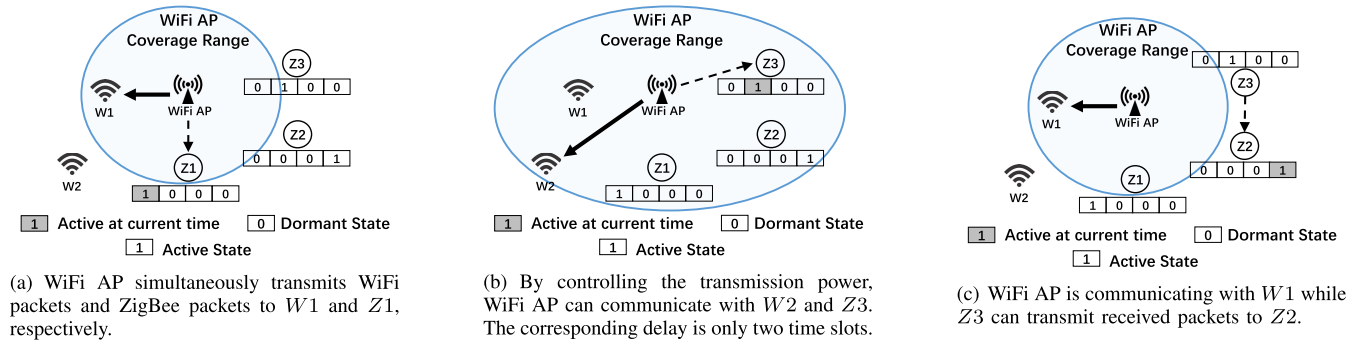 WiFi AP
Coverage Range
W1
WiFi AP
Z3
0 1 0 0
Z2
0 0 0 1
W2
Z1
1 0 0 0
1 Active at current time 0 Dormant State
1 Active State
(a) WiFi AP simultaneously transmits WiFi
packets and ZigBee packets to W1 and Z1,
respectively.
WiFi AP
Coverage Range
W1
WiFi AP
Z3
0 1 0 0
Z2
0 0 0 1
W2
Z1
1 0 0 0
1 Active at current time 0 Dormant State
1 Active State
(b) By controlling the transmission power,
WiFi AP can communicate with W2 and Z3.
The corresponding delay is only two time slots.
WiFi AP
Coverage Range
0 1 0 0
Z3
W1
WiFi AP
Z2
0 0 0 1
W2
Z1
1 0 0 0
1 Active at current time 0 Dormant State
1 Active State
(c) WiFi AP is communicating with W1 while
Z3 can transmit received packets to Z2.